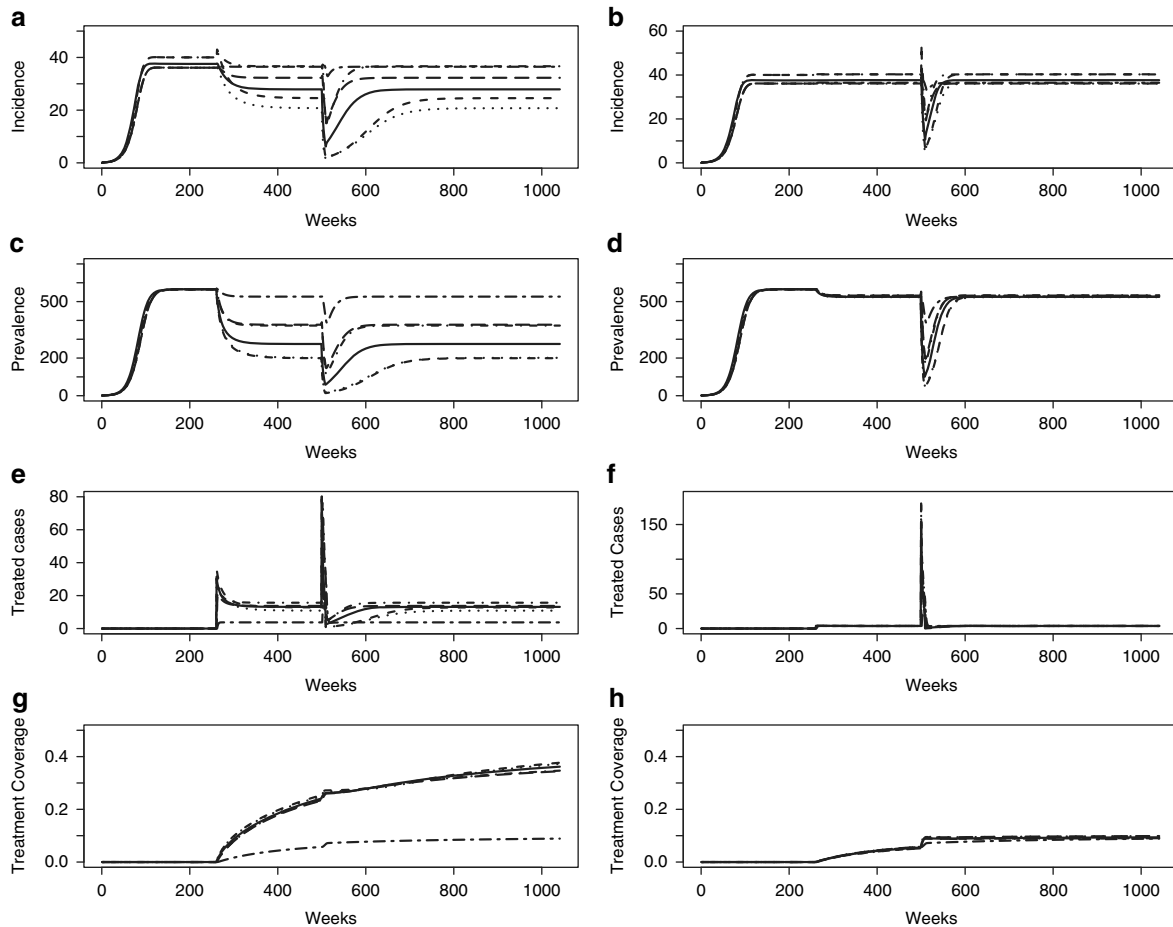 a
Incidence
40
20
0
0 200 400 600 800 1000
Weeks
b
Incidence
60
40
20
0
0 200 400 600 800 1000
Weeks
c
Prevalence
500
200
0
0 200 400 600 800 1000
Weeks
d
Prevalence
500
200
0
0 200 400 600 800 1000
Weeks
e
Treated cases
80
60
40
20
0
0 200 400 600 800 1000
Weeks
f
Treated Cases
150
50
0
0 200 400 600 800 1000
Weeks
g
Treatment Coverage
0.4
0.2
0.0
0 200 400 600 800 1000
Weeks
h
Treatment Coverage
0.4
0.2
0.0
0 200 400 600 800 1000
Weeks